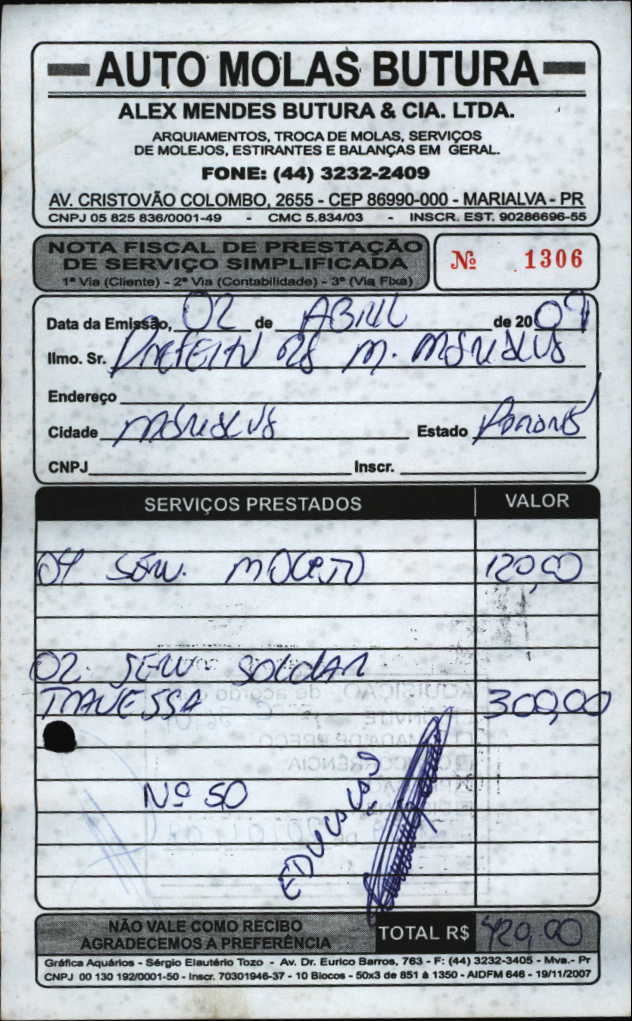 AUTO MOLAS BUTURA
ALEX MENDES BUTURA & CIA. LTDA.
ARQUIAMENTOS, TROCA DE MOLAS, SERVIÇOS
DE MOLEJOS, ESTIRANTES E BALANÇAS EM GERAL.
FONE: (44) 3232-2409
AV. CRISTOVÃO COLOMBO, 2655 - CEP 86990-000 - MARIALVA - PR
CNPJ 05 825 836/0001-49 - CMC 5.834/03 - INSCR. EST. 90286696-55
NOTA FISCAL DE PRESTAÇÃO
DE SERVIÇO SIMPLIFICADA
1ª Via (Cliente) - 2ª Via (Contabilidade) - 3ª (Via Fixa)
Nº 1306
Data da Emissão, 02 de ABRIL de 2009
Ilmo. Sr. M. MARIALVA
Endereço
Cidade MARIALVA Estado Paraná
CNPJ Inscr.
SERVIÇOS PRESTADOS VALOR
04 SERV. MOLEJO 120,00
02 SERV SOLDAR
TRAVESSA 300,00
Nº 50
NÃO VALE COMO RECIBO
AGRADECEMOS A PREFERÊNCIA
TOTAL R$ 420,00
Gráfica Aquários - Sérgio Elautério Tozo - Av. Dr. Eurico Barros, 763 - F: (44) 3232-3405 - Mva.- Pr
CNPJ 00 130 192/0001-50 - Inscr. 70301946-37 - 10 Blocos - 50x3 de 851 à 1350 - AIDFM 646 - 19/11/2007